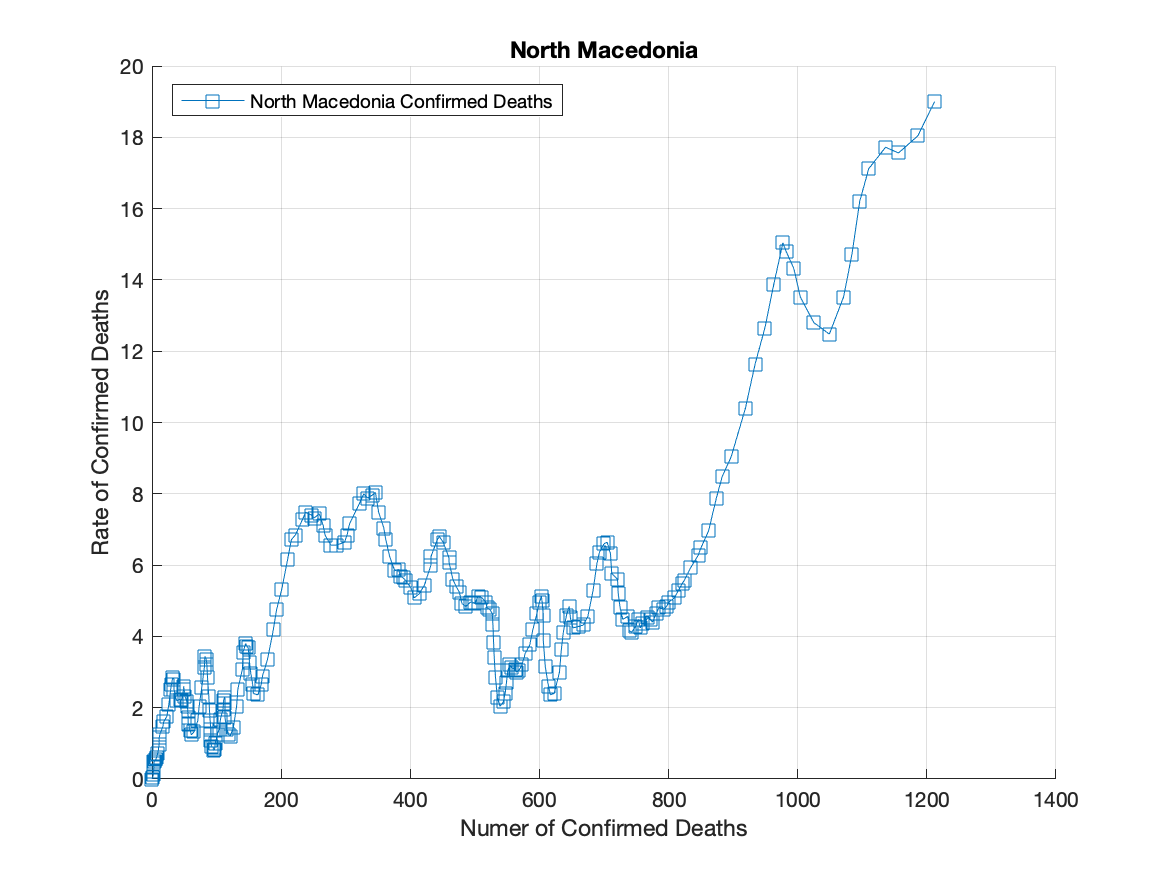 North Macedonia
20
North Macedonia Confirmed Deaths
18
16
14
12
10
8
6
4
2
0
Rate of Confirmed Deaths
0 200 400 600 800 1000 1200 1400
Numer of Confirmed Deaths